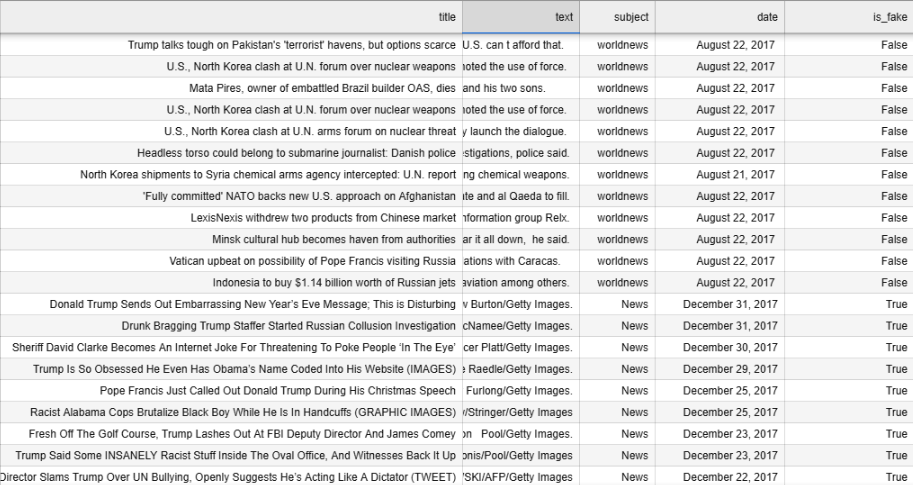 title text subject date is_fake
Trump talks tough on Pakistan's 'terrorist' havens, but options scarce U.S. can t afford that. worldnews August 22, 2017 False
U.S., North Korea clash at U.N. forum over nuclear weapons noted the use of force. worldnews August 22, 2017 False
Mata Pires, owner of embattled Brazil builder OAS, dies and his two sons. worldnews August 22, 2017 False
U.S., North Korea clash at U.N. forum over nuclear weapons noted the use of force. worldnews August 22, 2017 False
U.S., North Korea clash at U.N. arms forum on nuclear threat y launch the dialogue. worldnews August 22, 2017 False
Headless torso could belong to submarine journalist: Danish police estigations, police said. worldnews August 22, 2017 False
North Korea shipments to Syria chemical arms agency intercepted: U.N. report ng chemical weapons. worldnews August 21, 2017 False
'Fully committed' NATO backs new U.S. approach on Afghanistan te and al Qaeda to fill. worldnews August 22, 2017 False
LexisNexis withdrew two products from Chinese market nformation group Relx. worldnews August 22, 2017 False
Minsk cultural hub becomes haven from authorities ar it all down, he said. worldnews August 22, 2017 False
Vatican upbeat on possibility of Pope Francis visiting Russia ations with Caracas. worldnews August 22, 2017 False
Indonesia to buy $1.14 billion worth of Russian jets eviation among others. worldnews August 22, 2017 False
Donald Trump Sends Out Embarrassing New Year's Eve Message; This is Disturbing w Burton/Getty Images. News December 31, 2017 True
Drunk Bragging Trump Staffer Started Russian Collusion Investigation cNamee/Getty Images. News December 31, 2017 True
Sheriff David Clarke Becomes An Internet Joke For Threatening To Poke People ‘In The Eye’ cer Platt/Getty Images. News December 30, 2017 True
Trump Is So Obsessed He Even Has Obama’s Name Coded Into His Website (IMAGES) e Raedle/Getty Images. News December 29, 2017 True
Pope Francis Just Called Out Donald Trump During His Christmas Speech Furlong/Getty Images. News December 25, 2017 True
Racist Alabama Cops Brutalize Black Boy While He Is In Handcuffs (GRAPHIC IMAGES) y/Stringer/Getty Images News December 25, 2017 True
Fresh Off The Golf Course, Trump Lashes Out At FBI Deputy Director And James Comey on Pool/Getty Images. News December 23, 2017 True
Trump Said Some INSANELY Racist Stuff Inside The Oval Office, And Witnesses Back It Up onis/Pool/Getty Images. News December 23, 2017 True
Director Slams Trump Over UN Bullying, Openly Suggests He’s Acting Like A Dictator (TWEET) SKI/AFP/Getty Images News December 22, 2017 True